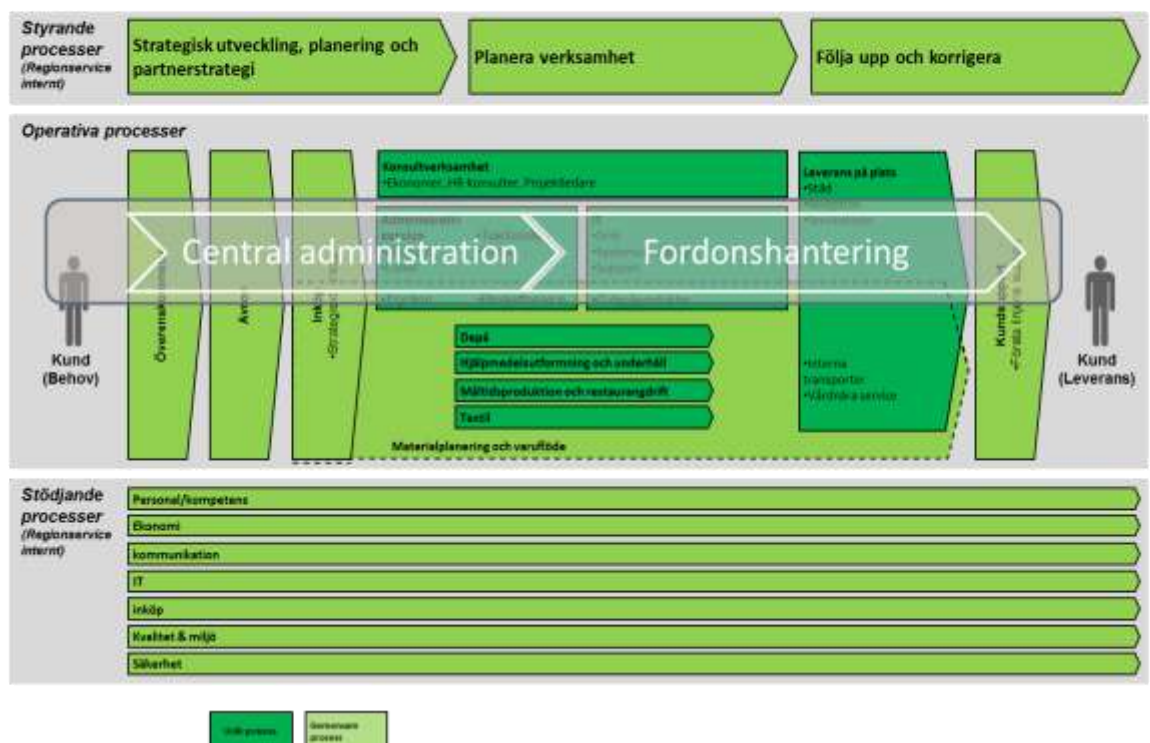 Styrande
processer
(Regionservice
internt)
Strategisk utveckling, planering och
partnerstrategi
Planera verksamhet
Följa upp och korrigera
Operativa processer
Konsultverksamhet
•Ekonomer, HR-konsulter, Projektledare
Leverans på plats
•Städ
Central administration
Fordonshantering
Kund
(Behov)
Inköp
Depå
Hjälpmedelsutformning och underhåll
Måltidsproduktion och restaurangdrift
Textil
Materialplanering och varuflöde
•Interna
transporter
•Vårdnära service
Kund
(Leverans)
Stödjande
processer
(Regionservice
internt)
Personal/kompetens
Ekonomi
kommunikation
IT
inköp
Kvalitet & miljö
Säkerhet
Gemensam
process